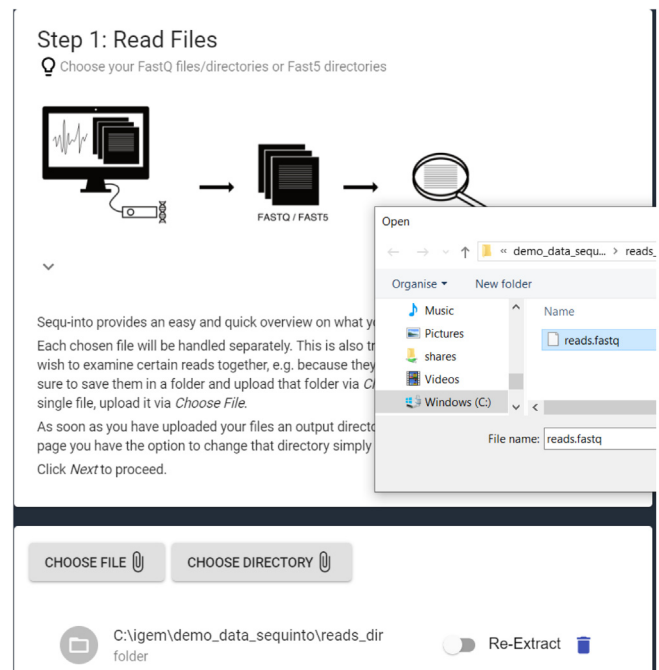 Step 1: Read Files
Choose your FastQ files/directories or Fast5 directories
FASTQ / FAST5
Open
« demo_data_sequ... > reads_
Organise
New folder
Music
Pictures
shares
Videos
Windows (C:)
Name
reads.fastq
File name: reads.fastq
Sequ-into provides an easy and quick overview on what
Each chosen file will be handled separately. This is also
wish to examine certain reads together, e.g. because they
sure to save them in a folder and upload that folder via
single file, upload it via Choose File.
As soon as you have uploaded your files an output
page you have the option to change that directory simply
Click Next to proceed.
CHOOSE FILE
CHOOSE DIRECTORY
C:\igem\demo_data_sequinto\reads_dir
folder
Re-Extract